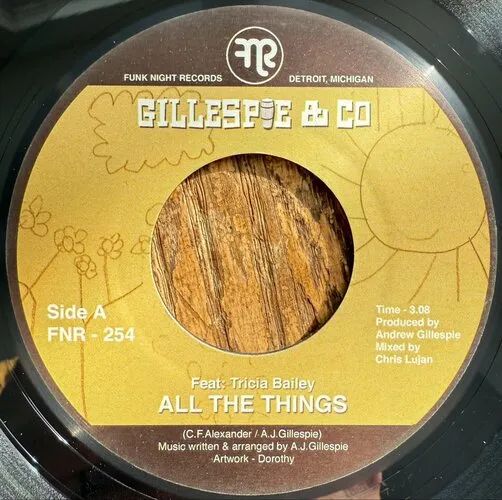 FNR
FUNK NIGHT RECORDS DETROIT, MICHIGAN
GILLESPIE & CO
Side A
FNR - 254
Time - 3.08
Produced by
Andrew Gillespie
Mixed by
Chris Lujan
Feat: Tricia Bailey
ALL THE THINGS
(C.F.Alexander / A.J.Gillespie)
Music written & arranged by A.J.Gillespie
Artwork - Dorothy